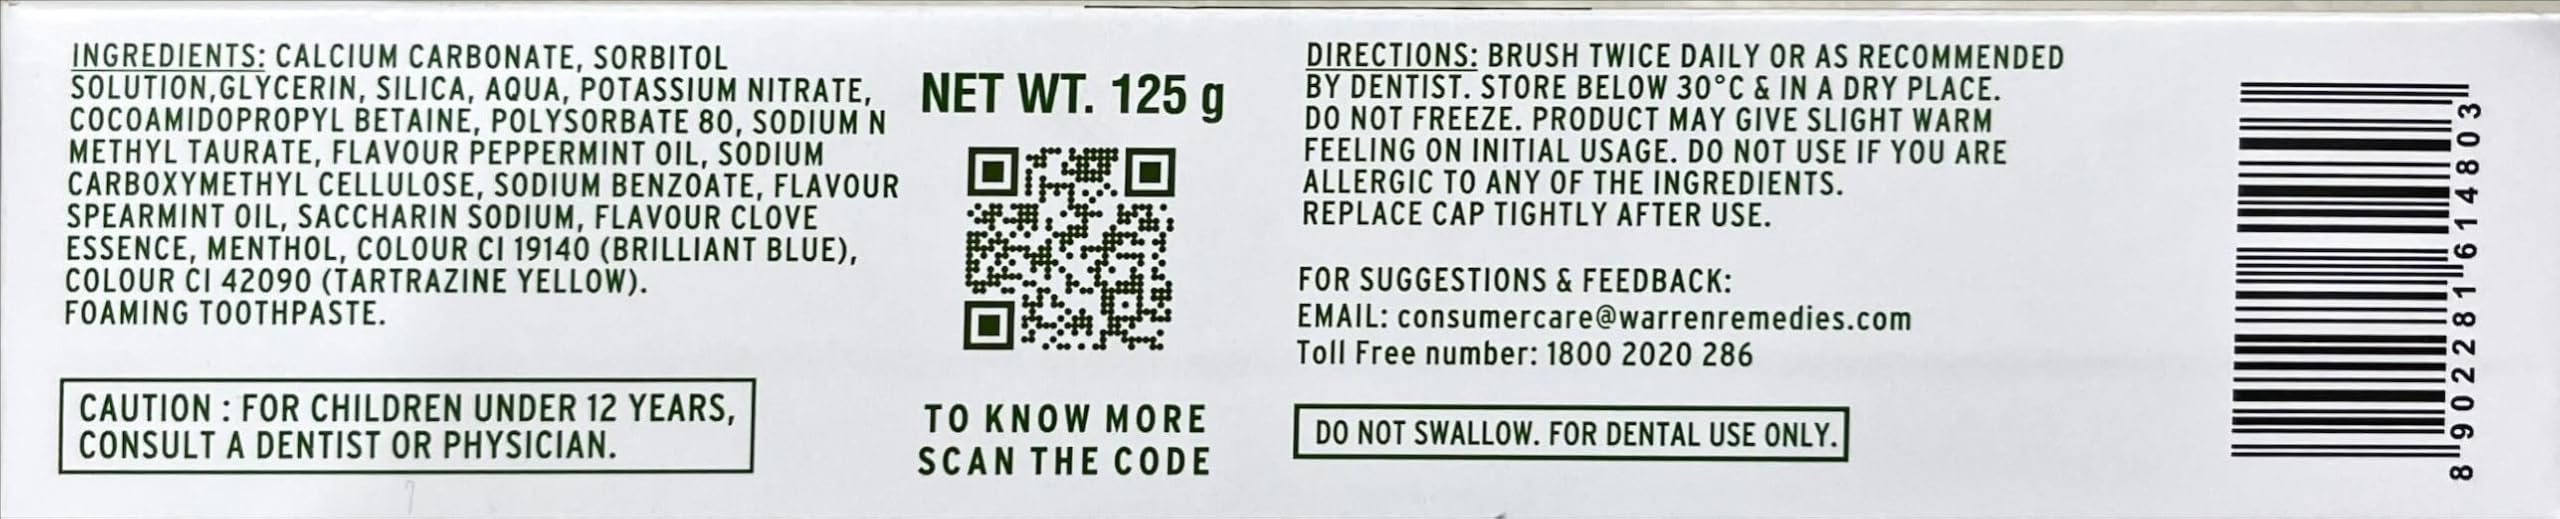 INGREDIENTS: CALCIUM CARBONATE, SORBITOL
SOLUTION,GLYCERIN, SILICA, AQUA, POTASSIUM NITRATE,
COCOAMIDOPROPYL BETAINE, POLYSORBATE 80, SODIUM N
METHYL TAURATE, FLAVOUR PEPPERMINT OIL, SODIUM
CARBOXYMETHYL CELLULOSE, SODIUM BENZOATE, FLAVOUR
SPEARMINT OIL, SACCHARIN SODIUM, FLAVOUR CLOVE
ESSENCE, MENTHOL, COLOUR CI 19140 (BRILLIANT BLUE),
COLOUR CI 42090 (TARTRAZINE YELLOW).
FOAMING TOOTHPASTE.
CAUTION : FOR CHILDREN UNDER 12 YEARS,
CONSULT A DENTIST OR PHYSICIAN.
NET WT. 125 g
TO KNOW MORE
SCAN THE CODE
DIRECTIONS: BRUSH TWICE DAILY OR AS RECOMMENDED
BY DENTIST. STORE BELOW 30°C & IN A DRY PLACE.
DO NOT FREEZE. PRODUCT MAY GIVE SLIGHT WARM
FEELING ON INITIAL USAGE. DO NOT USE IF YOU ARE
ALLERGIC TO ANY OF THE INGREDIENTS.
REPLACE CAP TIGHTLY AFTER USE.
FOR SUGGESTIONS & FEEDBACK:
EMAIL: consumercare@warrenremedies.com
Toll Free number: 1800 2020 286
DO NOT SWALLOW. FOR DENTAL USE ONLY.
8 902281 614803